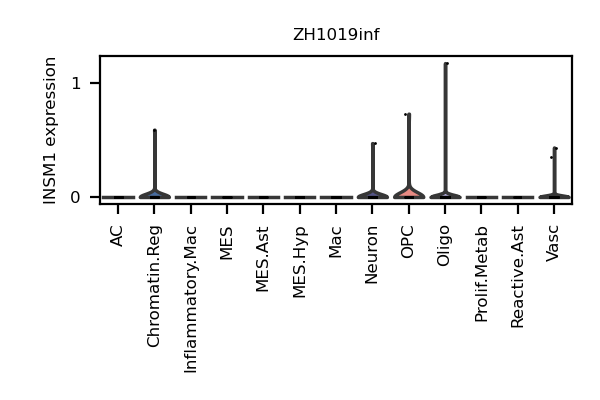 ZH1019inf
INSM1 expression
1
0
AC
Chromatin.Reg
Inflammatory.Mac
MES
MES.Ast
MES.Hyp
Mac
Neuron
OPC
Oligo
Prolif.Metab
Reactive.Ast
Vasc